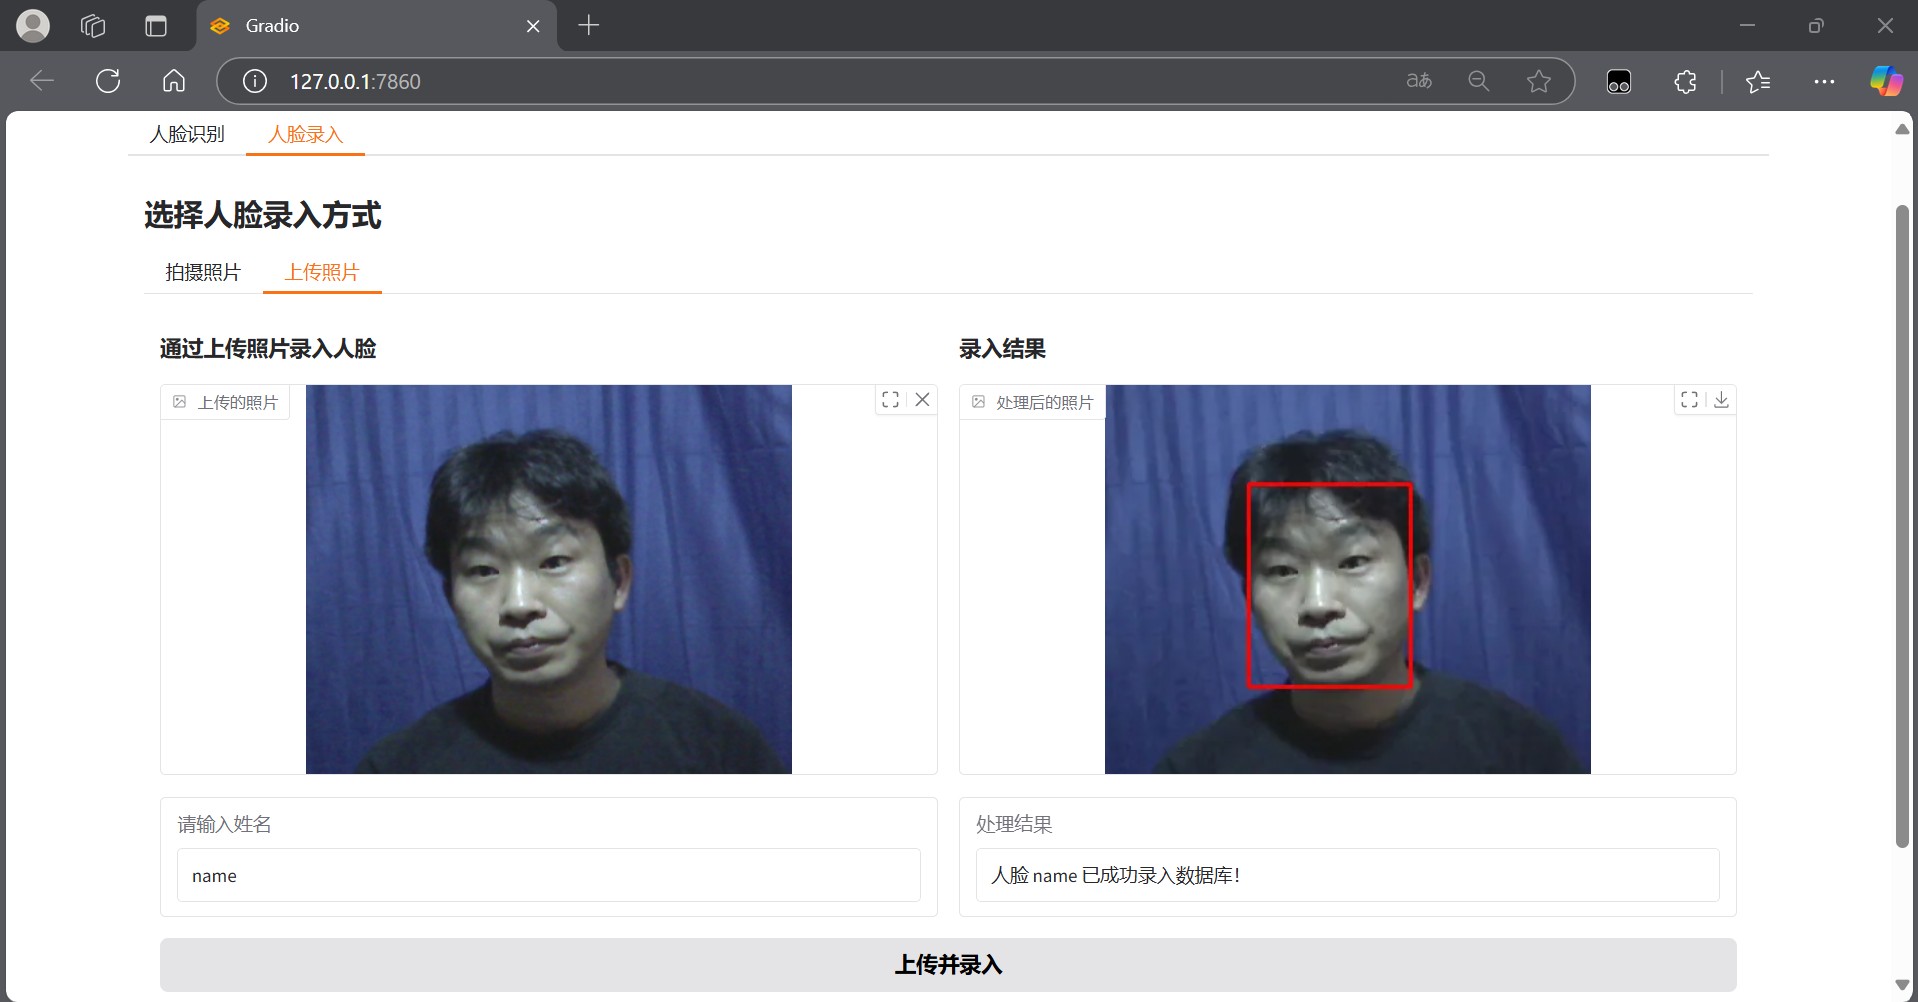 Gradio
127.0.0.1:7860
aあ
人脸识别 人脸录入
选择人脸录入方式
拍摄照片 上传照片
通过上传照片录入人脸
上传的照片
请输入姓名
name
录入结果
处理后的照片
处理结果
人脸 name 已成功录入数据库！
上传并录入